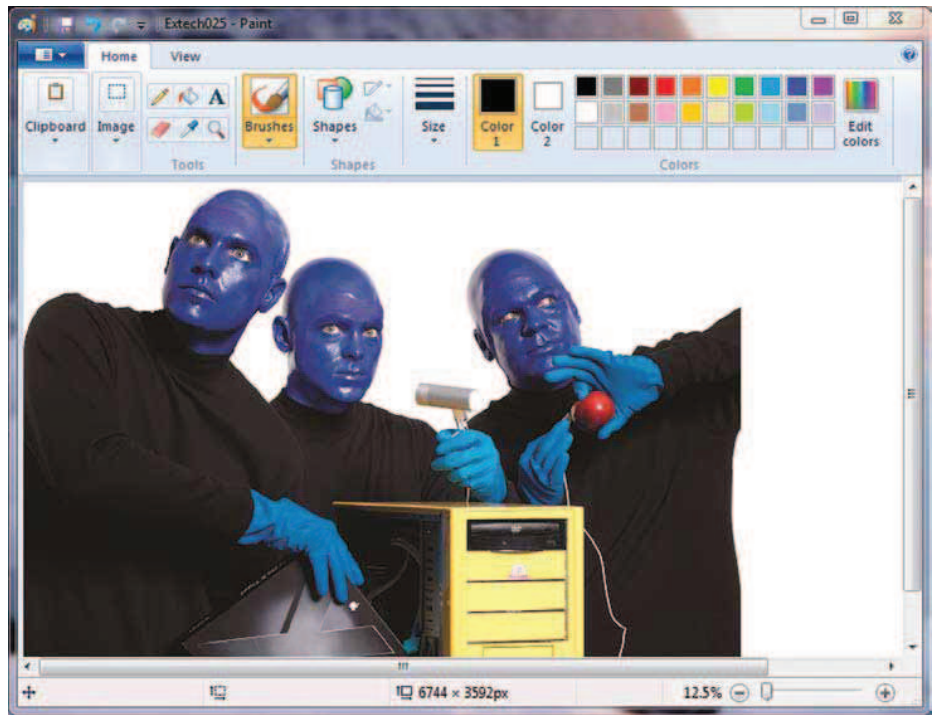 Extech025 - Paint
Home View
Clipboard Image Brushes Shapes Size Color 1 Color 2 Edit colors
Tools Shapes Colors
6744 × 3592px 12.5%